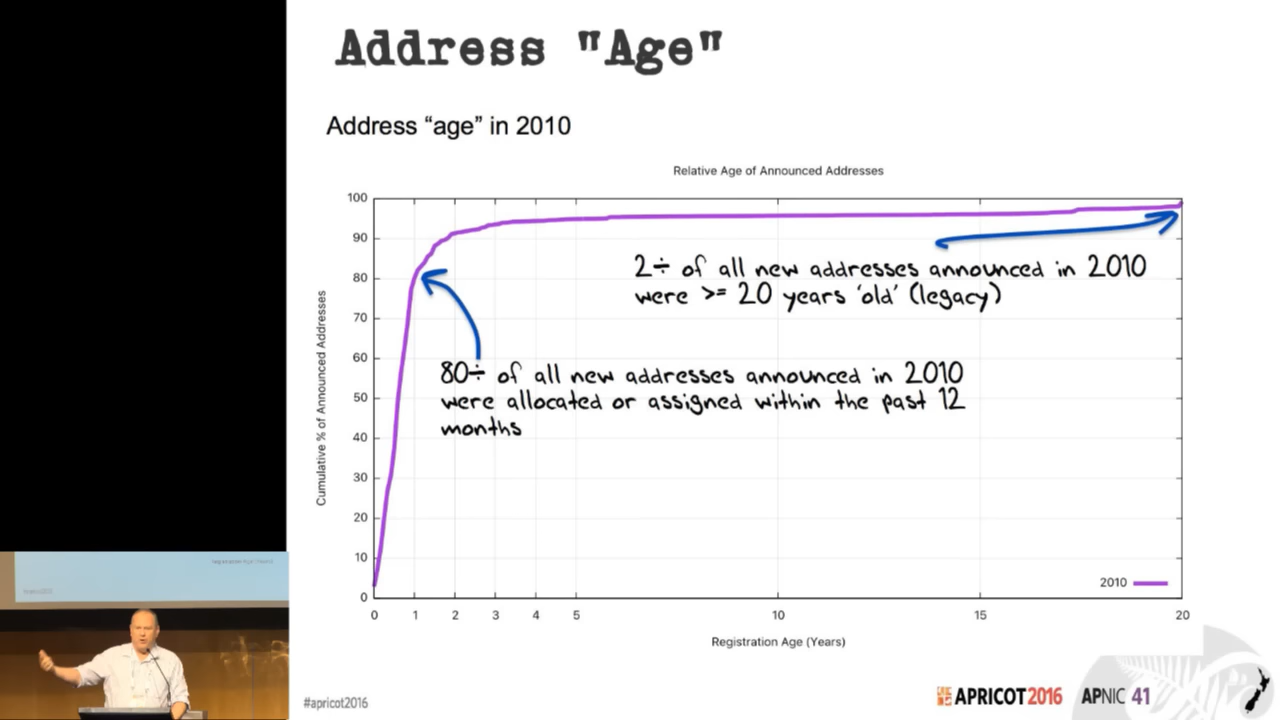 Address "Age"
Address “age” in 2010
Relative Age of Announced Addresses
100
90
80
70
60
50
40
30
20
10
0
Cumulative % of Announced Addresses
2÷ of all new addresses announced in 2010
were >= 20 years 'old' (legacy)
80÷ of all new addresses announced in 2010
were allocated or assigned within the past 12
months
2010
0 1 2 3 4 5 10 15 20
Registration Age (Years)
#apricot2016
APRICOT 2016 APNIC 41